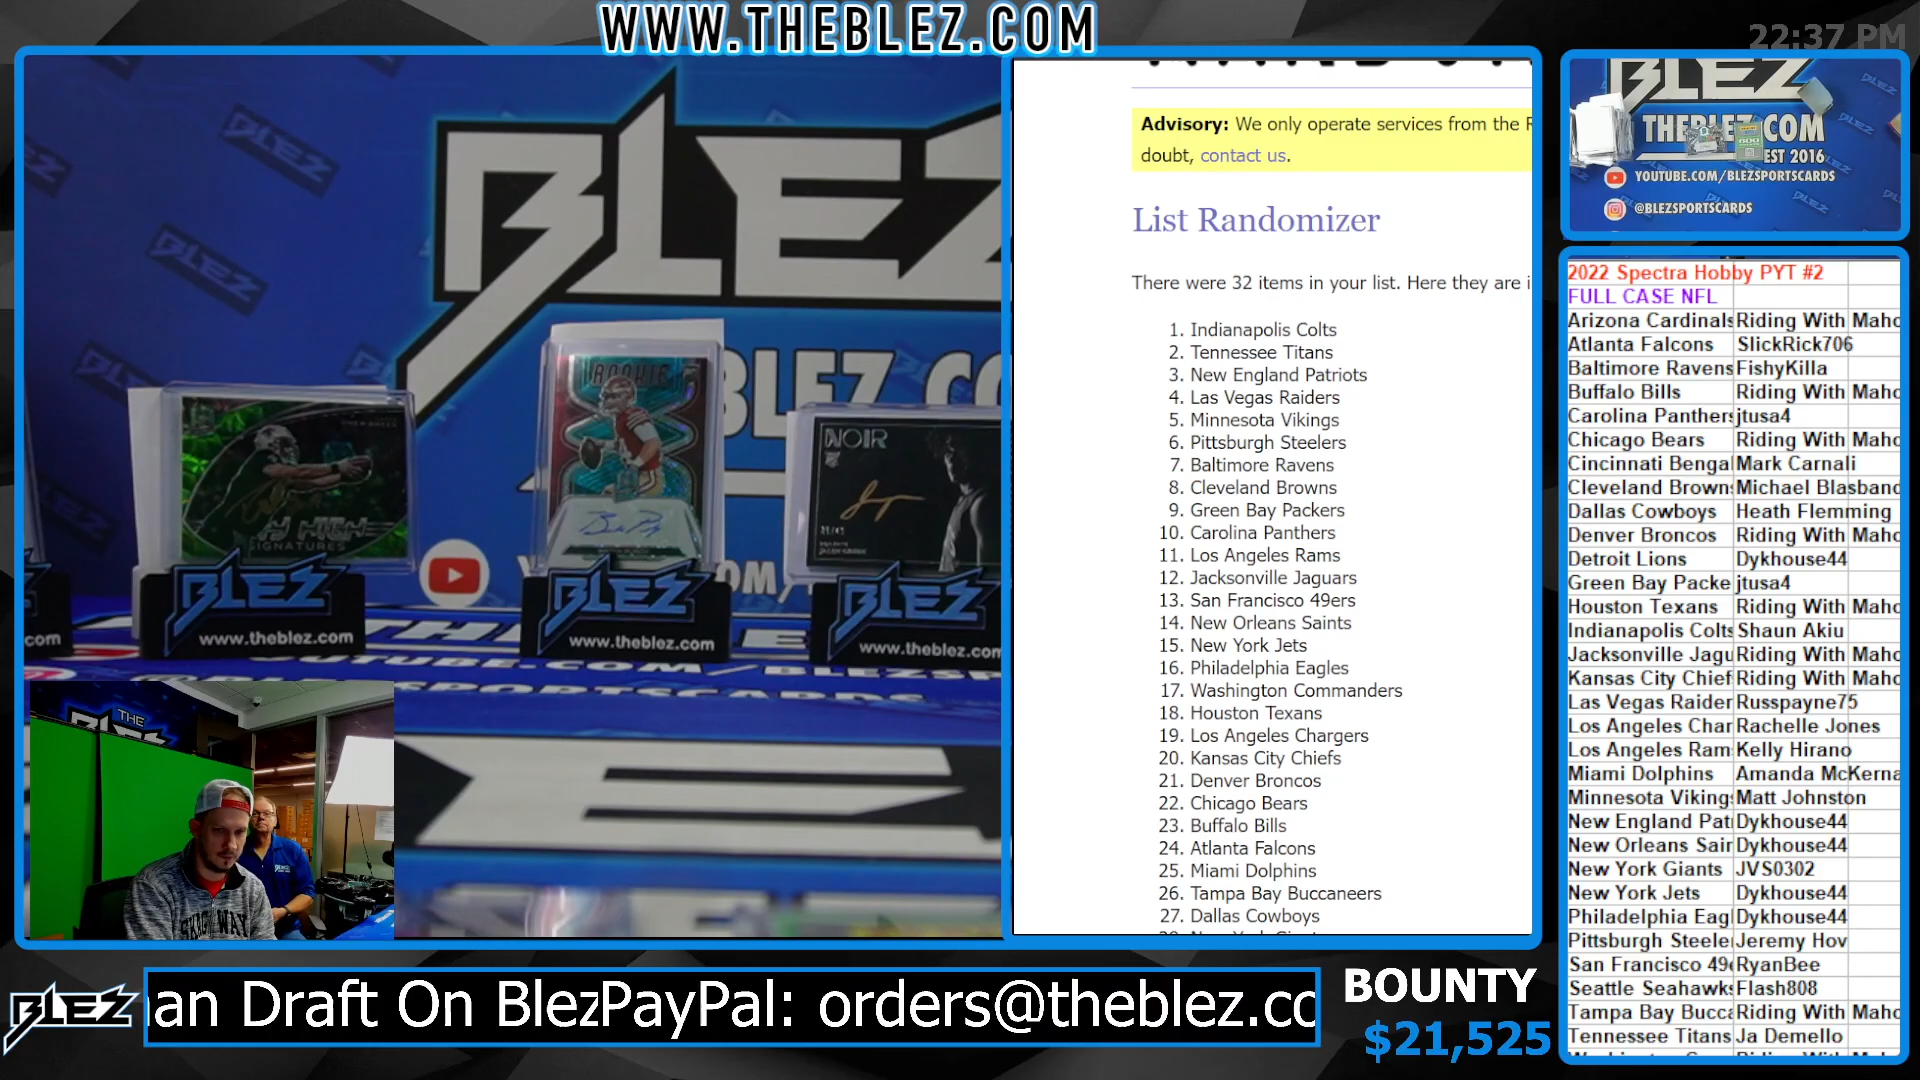 WWW.THEBLEZ.COM
22:37 PM
BLEZ
NOIR
ROOKIE
SIGNATURES
BLEZ
www.theblez.com
BLEZ
www.theblez.com
BLEZ
www.theblez.com
THE
Advisory: We only operate services from the
doubt, contact us.
List Randomizer
There were 32 items in your list. Here they are i
1. Indianapolis Colts
2. Tennessee Titans
3. New England Patriots
4. Las Vegas Raiders
5. Minnesota Vikings
6. Pittsburgh Steelers
7. Baltimore Ravens
8. Cleveland Browns
9. Green Bay Packers
10. Carolina Panthers
11. Los Angeles Rams
12. Jacksonville Jaguars
13. San Francisco 49ers
14. New Orleans Saints
15. New York Jets
16. Philadelphia Eagles
17. Washington Commanders
18. Houston Texans
19. Los Angeles Chargers
20. Kansas City Chiefs
21. Denver Broncos
22. Chicago Bears
23. Buffalo Bills
24. Atlanta Falcons
25. Miami Dolphins
26. Tampa Bay Buccaneers
27. Dallas Cowboys
BLEZ
THEBLEZ.COM
EST 2016
YOUTUBE.COM/BLEZSPORTSCARDS
@BLEZSPORTSCARDS
2022 Spectra Hobby PYT #2
FULL CASE NFL
Arizona Cardinals Riding With Maho
Atlanta Falcons SlickRick706
Baltimore Ravens FishyKilla
Buffalo Bills Riding With Maho
Carolina Panthers jtusa4
Chicago Bears Riding With Maho
Cincinnati Bengal Mark Carnali
Cleveland Browns Michael Blasband
Dallas Cowboys Heath Flemming
Denver Broncos Riding With Maho
Detroit Lions Dykhouse44
Green Bay Packe jtusa4
Houston Texans Riding With Maho
Indianapolis Colts Shaun Akiu
Jacksonville Jagu Riding With Maho
Kansas City Chief Riding With Maho
Las Vegas Raider Russpayne75
Los Angeles Char Rachelle Jones
Los Angeles Ram Kelly Hirano
Miami Dolphins Amanda McKerna
Minnesota Vikings Matt Johnston
New England Pat Dykhouse44
New Orleans Sain Dykhouse44
New York Giants JVS0302
New York Jets Dykhouse44
Philadelphia Eagl Dykhouse44
Pittsburgh Steele Jeremy Hov
San Francisco 49 RyanBee
Seattle Seahawks Flash808
Tampa Bay Bucca Riding With Maho
Tennessee Titans Ja Demello
BLEZ
an Draft On BlezPayPal: orders@theblez.co
BOUNTY
$21,525